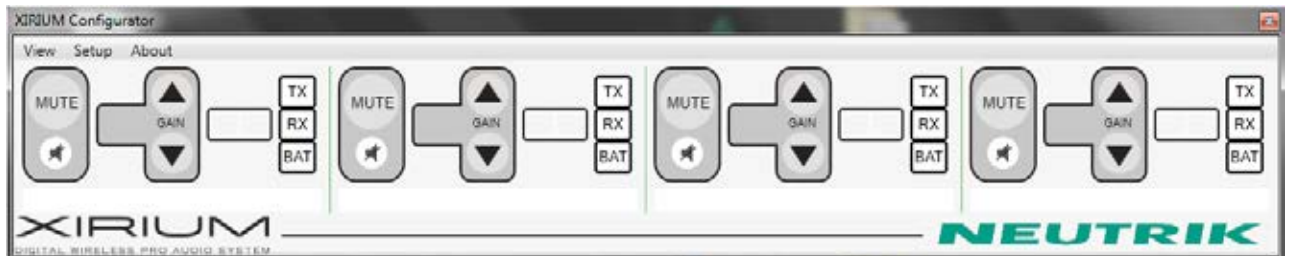 XIRIUM Configurator
View Setup About
MUTE GAIN TX RX BAT
MUTE GAIN TX RX BAT
MUTE GAIN TX RX BAT
MUTE GAIN TX RX BAT
XIRIUM
DIGITAL WIRELESS PRO AUDIO SYSTEM
NEUTRIK